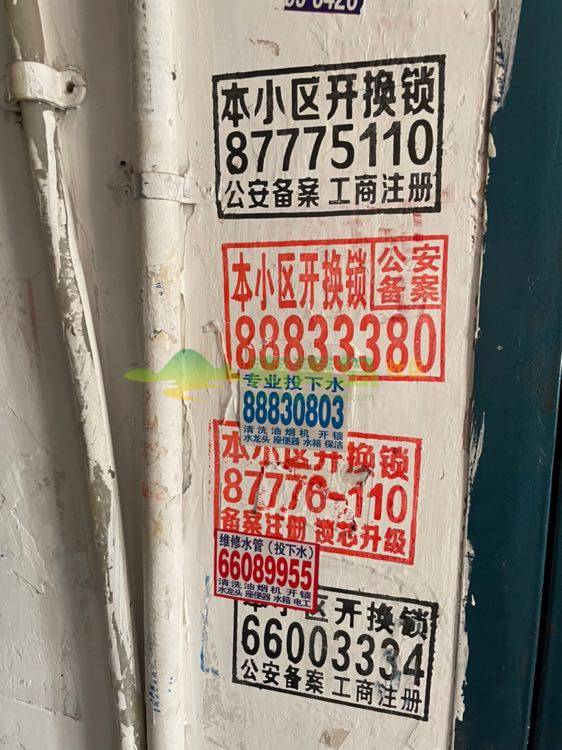 本小区开换锁
87775110
公安备案 工商注册
本小区开换锁
公安
备案
88833380
专业投下水
88830803
清洗油烟机 开锁
水龙头 座便器 水箱 保洁
本小区开换锁
87776-110
备案注册 锁芯升级
维修水管（投下水）
66089955
清洗油烟机 开锁
水龙头 座便器 水箱 电工
本小区开换锁
66003334
公安备案 工商注册